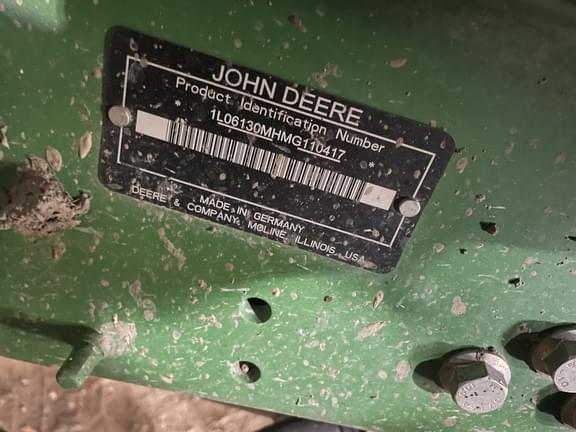 JOHN DEERE
Product Identification Number
* 1L06130MHMG110417 *
MADE IN GERMANY
DEERE & COMPANY, MOLINE, ILLINOIS, USA